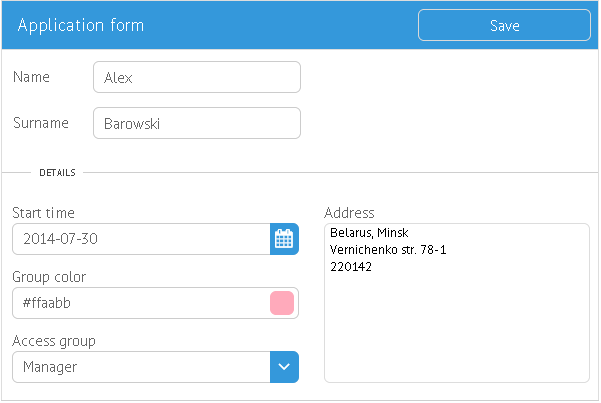 Application form
Save
Name
Alex
Surname
Barowski
DETAILS
Start time
2014-07-30
Group color
#ffaabb
Access group
Manager
Address
Belarus, Minsk
Vernichenko str. 78-1
220142